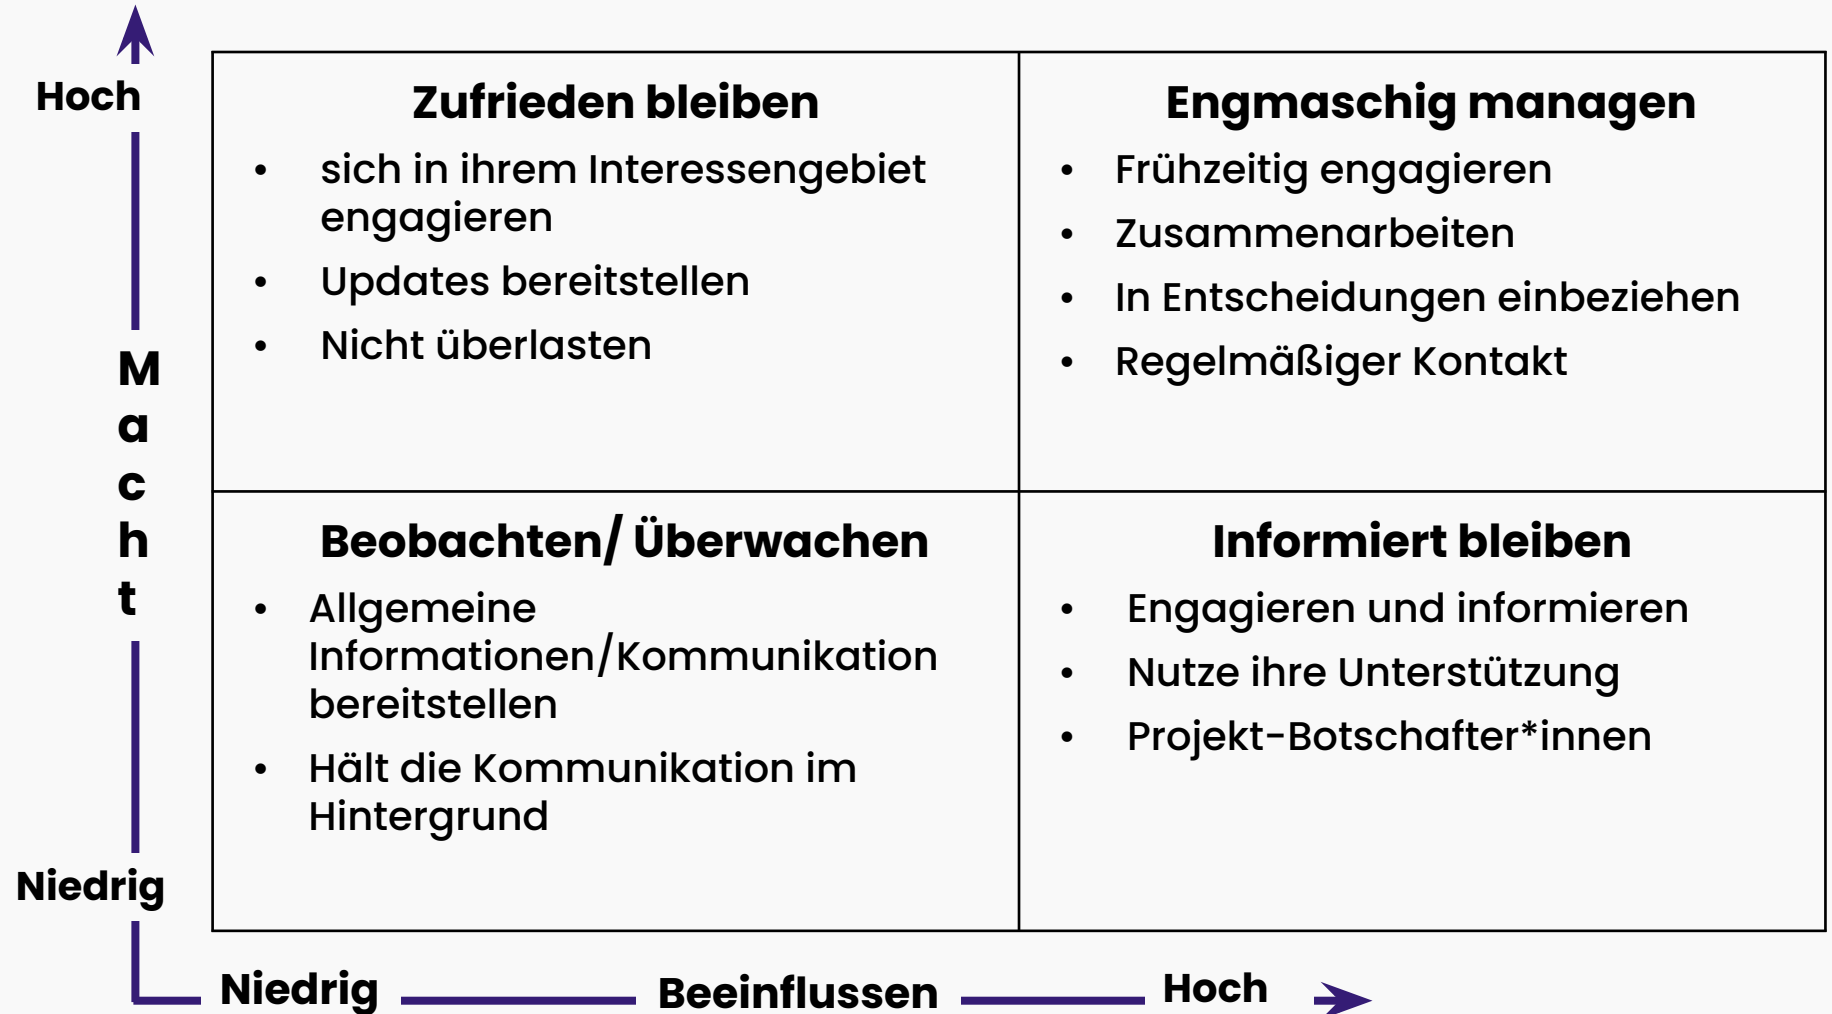 Hoch
Zufrieden bleiben
• sich in ihrem Interessengebiet
engagieren
• Updates bereitstellen
• Nicht überlasten
Engmaschig managen
• Frühzeitig engagieren
• Zusammenarbeiten
• In Entscheidungen einbeziehen
• Regelmäßiger Kontakt
M
a
c
h
t
Beobachten/ Überwachen
• Allgemeine
Informationen/Kommunikation
bereitstellen
• Hält die Kommunikation im
Hintergrund
Informiert bleiben
• Engagieren und informieren
• Nutze ihre Unterstützung
• Projekt-Botschafter*innen
Niedrig
Niedrig Beeinflussen Hoch